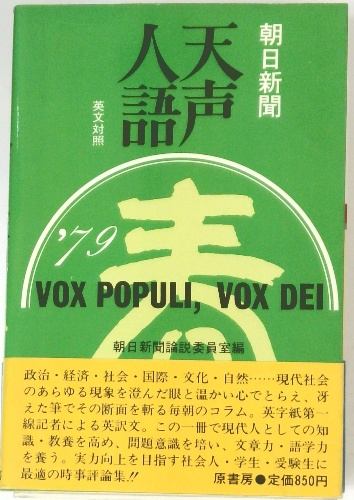 朝日新聞
天声
人語
英文対照
'79
春
VOX POPULI, VOX DEI
朝日新聞論説委員室編
政治・経済・社会・国際・文化・自然……現代社会
のあらゆる現象を澄んだ眼と温かい心でとらえ、冴
えた筆でその断面を斬る毎朝のコラム。英字紙第一
線記者による英訳文。この一冊で現代人としての知
識・教養を高め、問題意識を培い、文章力・語学力
を養う。実力向上を目指す社会人・学生・受験生に
最適の時事評論集!!
原書房●定価850円